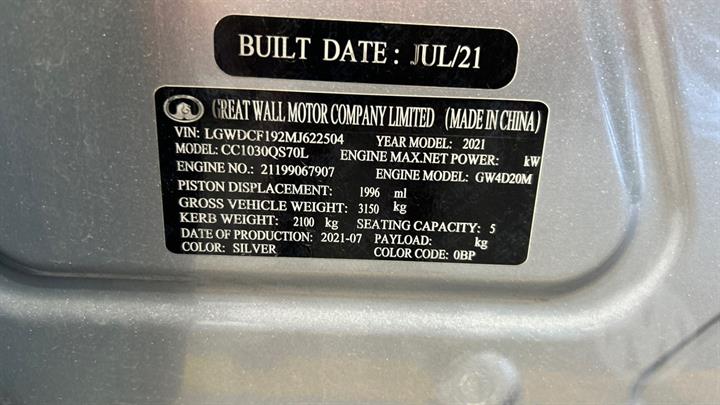 BUILT DATE: JUL/21
GREAT WALL MOTOR COMPANY LIMITED (MADE IN CHINA)
VIN: LGWDCF192MJ622504 YEAR MODEL: 2021
MODEL: CC1030QS70L ENGINE MAX.NET POWER: kW
ENGINE NO.: 21199067907 ENGINE MODEL: GW4D20M
PISTON DISPLACEMENT: 1996 ml
GROSS VEHICLE WEIGHT: 3150 kg
KERB WEIGHT: 2100 kg SEATING CAPACITY: 5
DATE OF PRODUCTION: 2021-07 PAYLOAD: kg
COLOR: SILVER COLOR CODE: 0BP